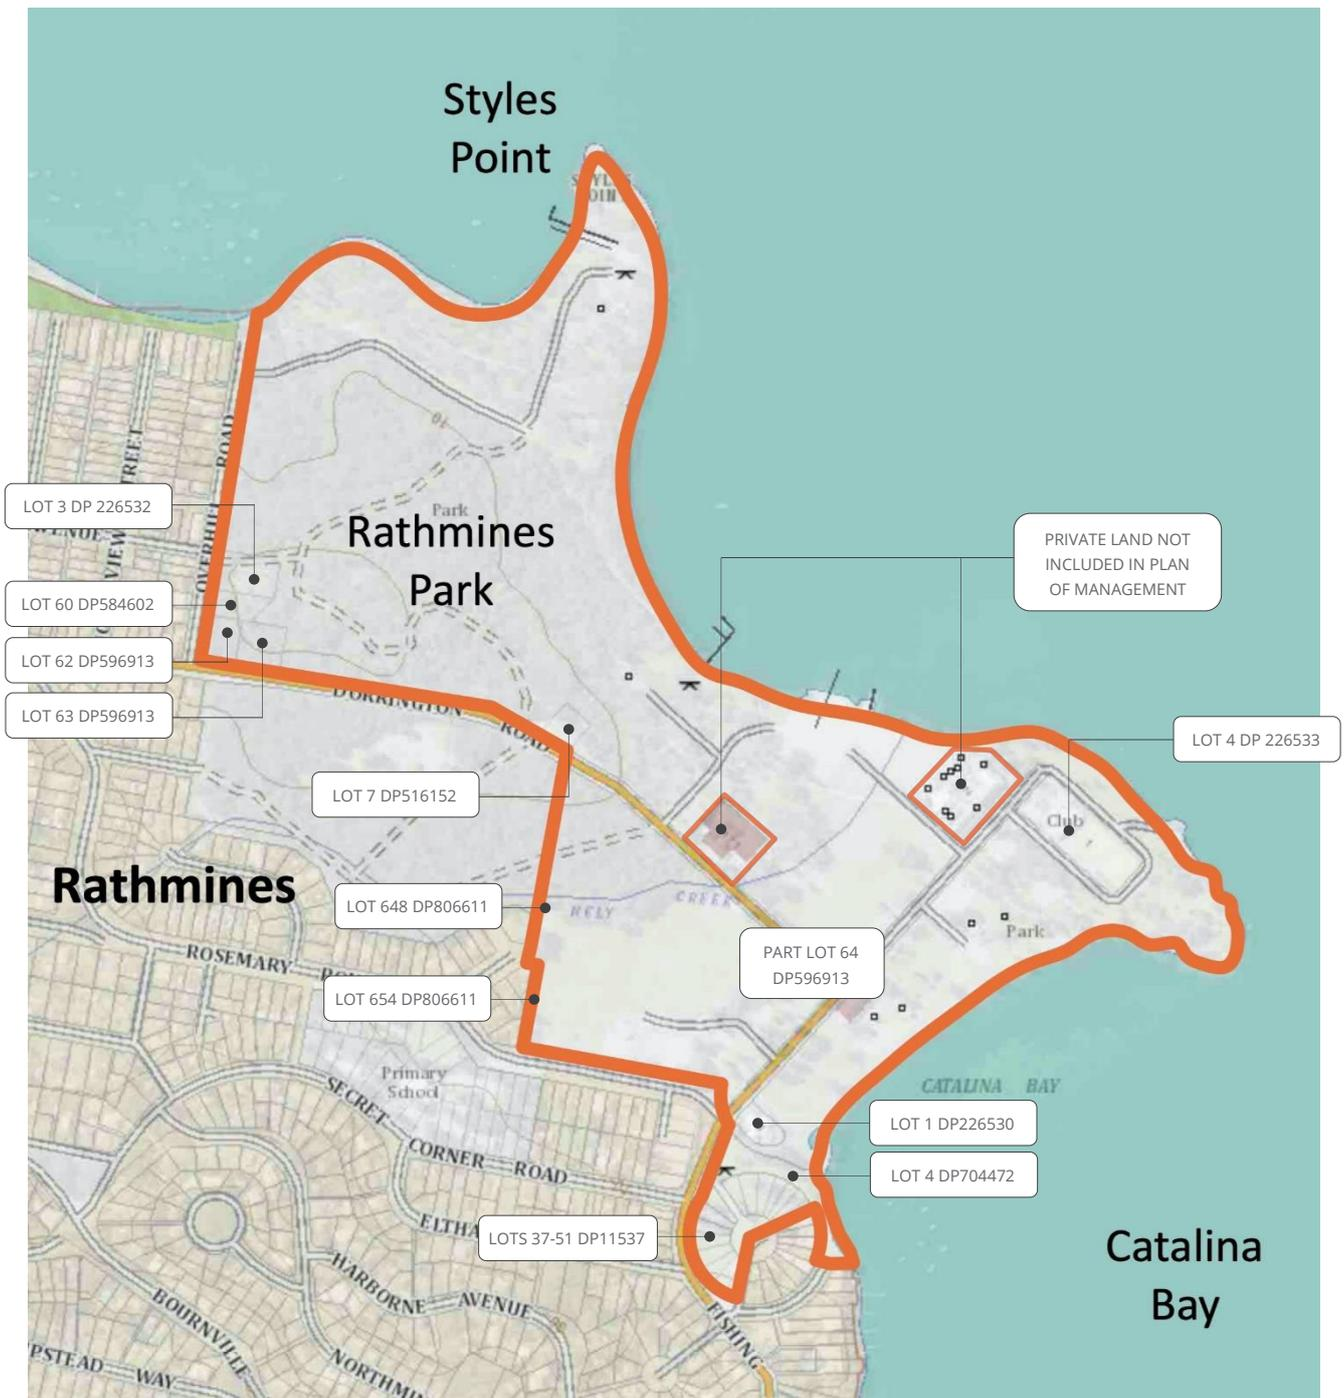 Styles
Point
ROAD
LOT 3 DP 226532
Park
Rathmines
Park
PRIVATE LAND NOT
INCLUDED IN PLAN
OF MANAGEMENT
LOT 60 DP584602
LOT 62 DP596913
LOT 63 DP596913
DORRINGTON
ROAD
LOT 4 DP 226533
LOT 7 DP516152
Club
Rathmines
LOT 648 DP806611
HELY
CREEK
Park
ROSEMARY
PART LOT 64
DP596913
LOT 654 DP806611
Primary
School
CATALINA BAY
SECRET
CORNER ROAD
LOT 1 DP226530
LOT 4 DP704472
LOTS 37-51 DP11537
Catalina
Bay
HARBORNE
AVENUE
BOURNVILLE
FISHING
WAY